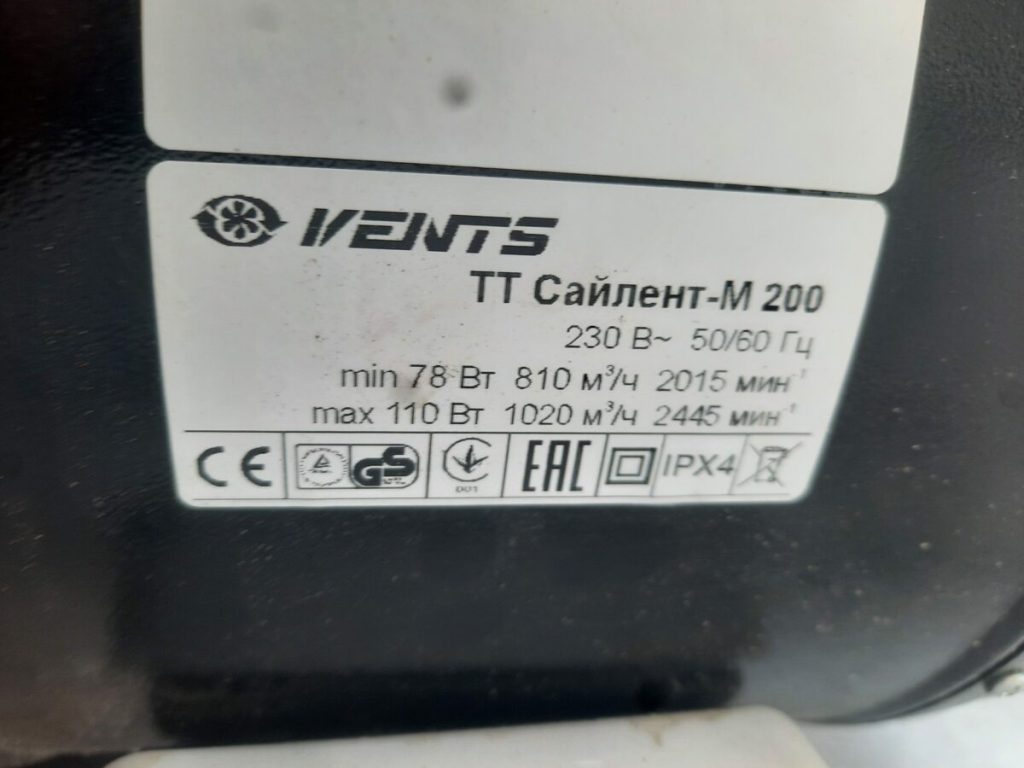 VENTS
ТТ Сайлент-М 200
230 В~ 50/60 Гц
min 78 Вт 810 м³/ч 2015 мин⁻¹
max 110 Вт 1020 м³/ч 2445 мин⁻¹
CE GS 001 EAC IPX4